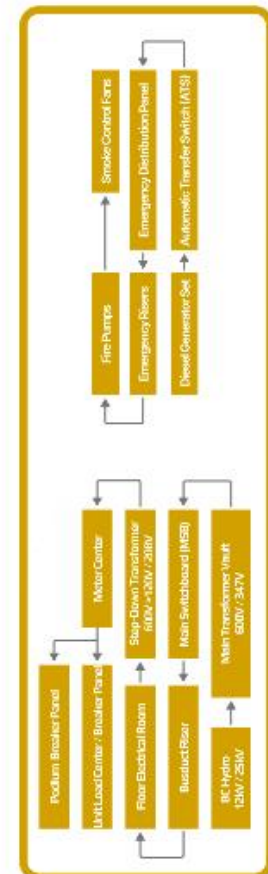 BC Hydro
12kV / 25kV
Main Transformer Vault
600V / 347V
Main Switchboard (MSB)
Busduct Riser
Floor Electrical Room
Step-Down Transformer
600V >120V / 208V
Meter Center
Podium Breaker Panel
Unit Load Center / Breaker Panel
Diesel Generator Set
Automatic Transfer Switch (ATS)
Emergency Distribution Panel
Emergency Risers
Fire Pumps
Smoke Control Fans